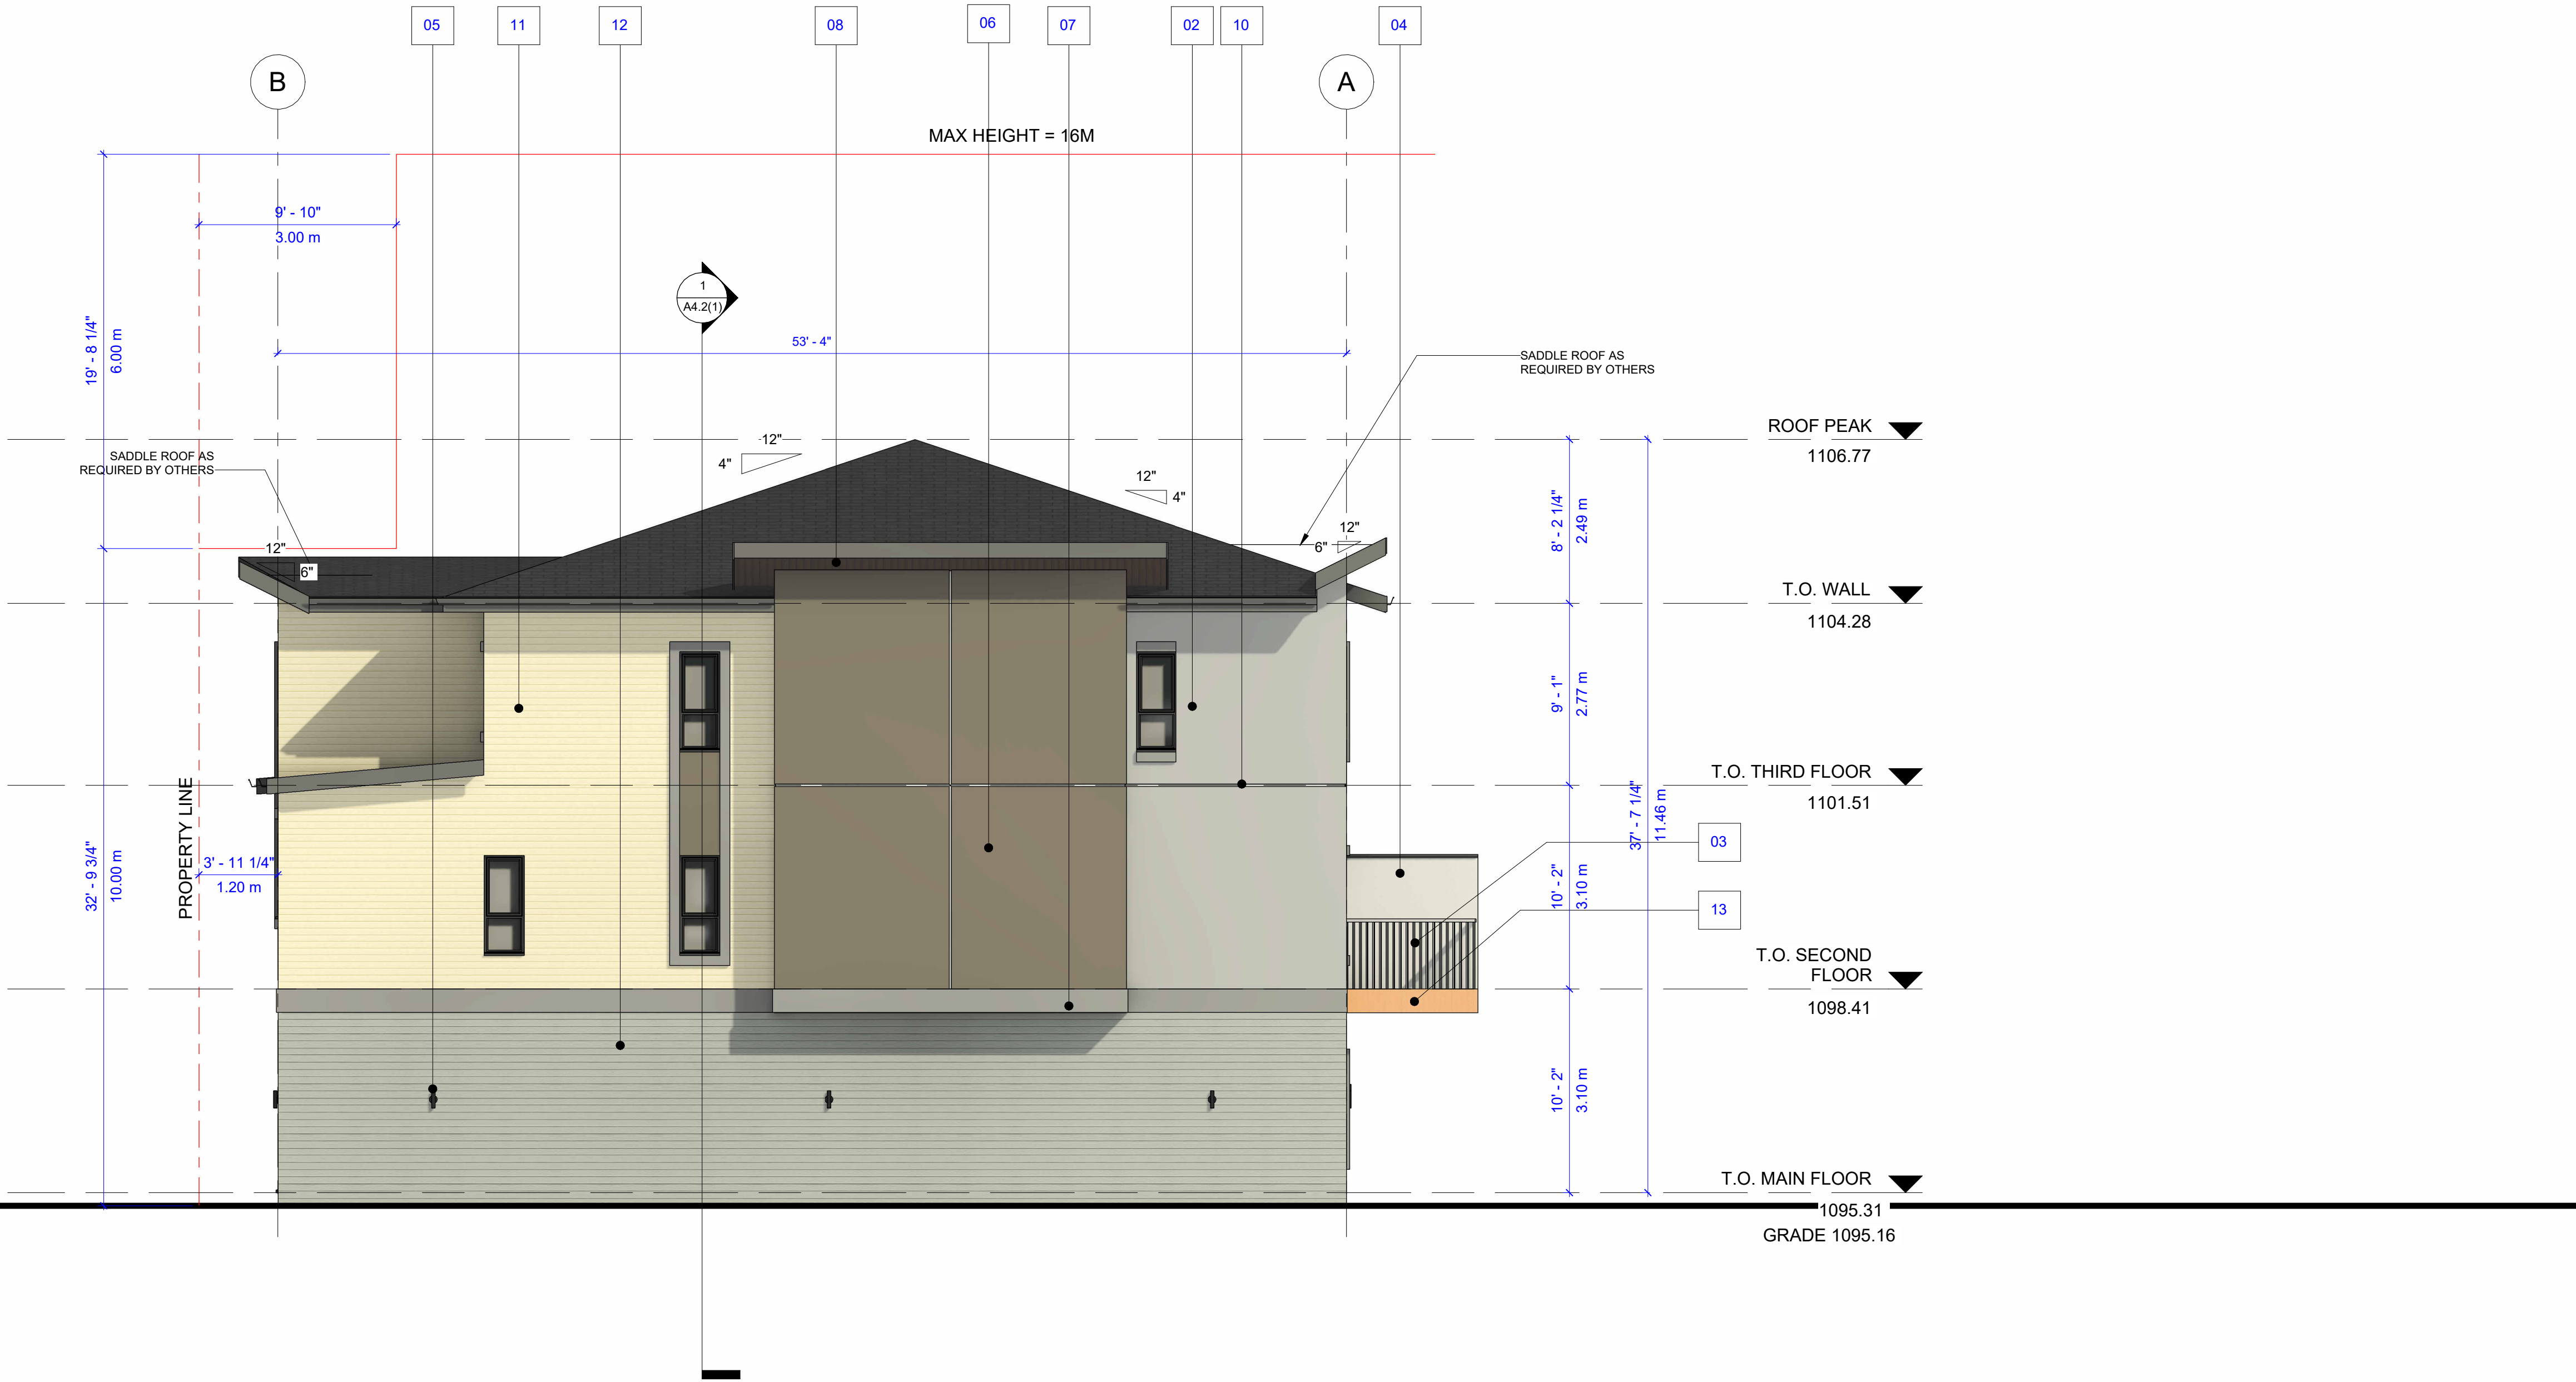 05
11
12
08
06
07
02
10
04
B
A
MAX HEIGHT = 16M
9' - 10"
3.00 m
1
A4.2(1)
19' - 8 1/4"
6.00 m
53' - 4"
SADDLE ROOF AS
REQUIRED BY OTHERS
ROOF PEAK
1106.77
12"
4"
SADDLE ROOF AS
REQUIRED BY OTHERS
12"
4"
8' - 2 1/4"
2.49 m
12"
6"
12"
6"
T.O. WALL
1104.28
9' - 1"
2.77 m
T.O. THIRD FLOOR
1101.51
37' - 7 1/4"
11.46 m
PROPERTY LINE
32' - 9 3/4"
10.00 m
3' - 11 1/4"
1.20 m
03
10' - 2"
3.10 m
13
T.O. SECOND
FLOOR
1098.41
10' - 2"
3.10 m
T.O. MAIN FLOOR
1095.31
GRADE 1095.16